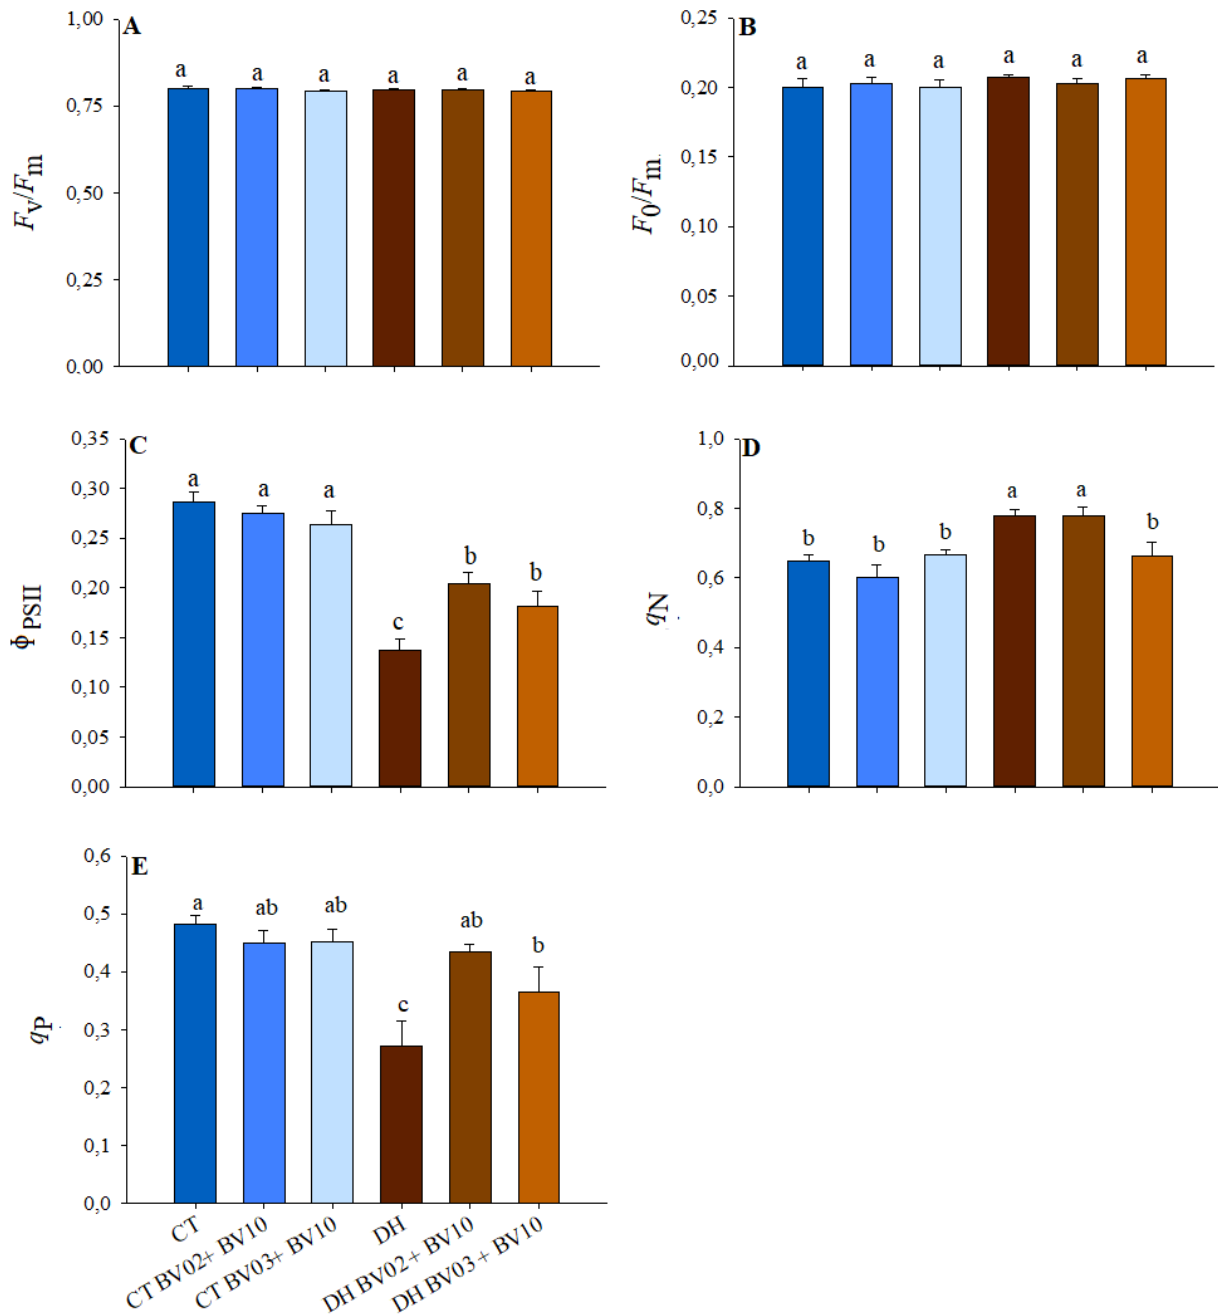 A
1,00
0,75
0,50
0,25
0,00
Fv/Fm
a a a a a a
B
0,25
0,20
0,15
0,10
0,05
0,00
F0/Fm
a a a a a a
C
0,35
0,30
0,25
0,20
0,15
0,10
0,05
0,00
ϕPSII
a a a c b b
D
1,0
0,8
0,6
0,4
0,2
0,0
qN
b b b a a b
E
0,6
0,5
0,4
0,3
0,2
0,1
0,0
qP
a ab ab c ab b
CT
CT BV02+ BV10
CT BV03+ BV10
DH
DH BV02 + BV10
DH BV03 + BV10